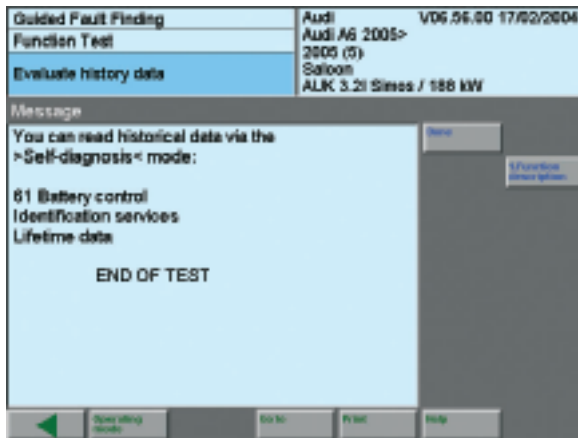 Guided Fault Finding
Function Test
Evaluate history data
Audi V06.56.00 17/02/2004
Audi A6 2005>
2005 (5)
Saloon
AUK 3.2l Simos / 188 kW
Message
You can read historical data via the
>Self-diagnosis< mode:
61 Battery control
Identification services
Lifetime data
END OF TEST
Done
1.Function
description
Operating
mode
Go to
Print
Help